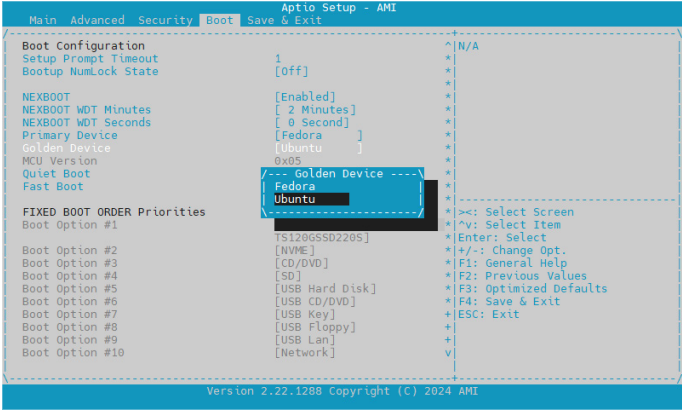 Aptio Setup - AMI
Main Advanced Security Boot Save & Exit
Boot Configuration
Setup Prompt Timeout 1
Bootup NumLock State [Off]
NEXBOOT [Enabled]
NEXBOOT WDT Minutes [ 2 Minutes]
NEXBOOT WDT Seconds [ 0 Second]
Primary Device [Fedora ]
Golden Device [Ubuntu ]
MCU Version 0x05
Quiet Boot
Fast Boot
/--- Golden Device ----\
Fedora
Ubuntu
FIXED BOOT ORDER Priorities
Boot Option #1
TS120GSSD220S]
Boot Option #2 [NVME]
Boot Option #3 [CD/DVD]
Boot Option #4 [SD]
Boot Option #5 [USB Hard Disk]
Boot Option #6 [USB CD/DVD]
Boot Option #7 [USB Key]
Boot Option #8 [USB Floppy]
Boot Option #9 [USB Lan]
Boot Option #10 [Network]
N/A
><: Select Screen
^v: Select Item
Enter: Select
+/-: Change Opt.
F1: General Help
F2: Previous Values
F3: Optimized Defaults
F4: Save & Exit
ESC: Exit
Version 2.22.1288 Copyright (C) 2024 AMI